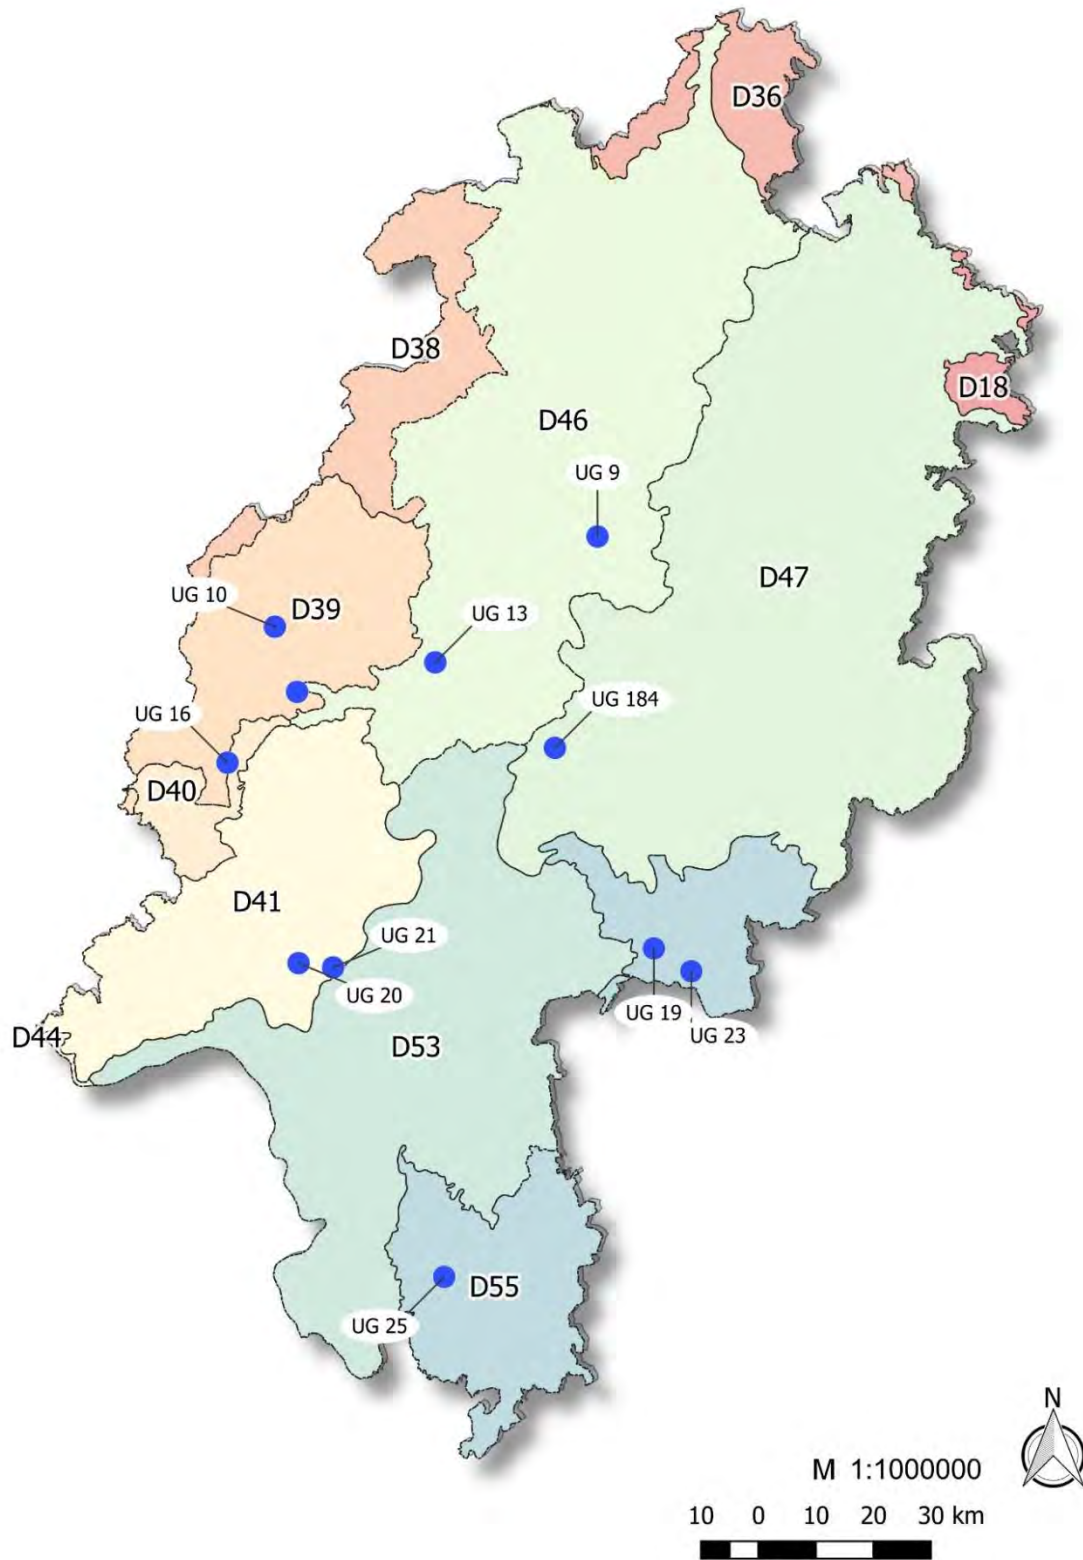 D36
D38
D18
D46
UG 9
D47
UG 10
D39
UG 13
UG 16
UG 184
D40
D41
UG 21
UG 20
UG 19
UG 23
D44
D53
D55
UG 25
N
M 1:1000000
10 0 10 20 30 km